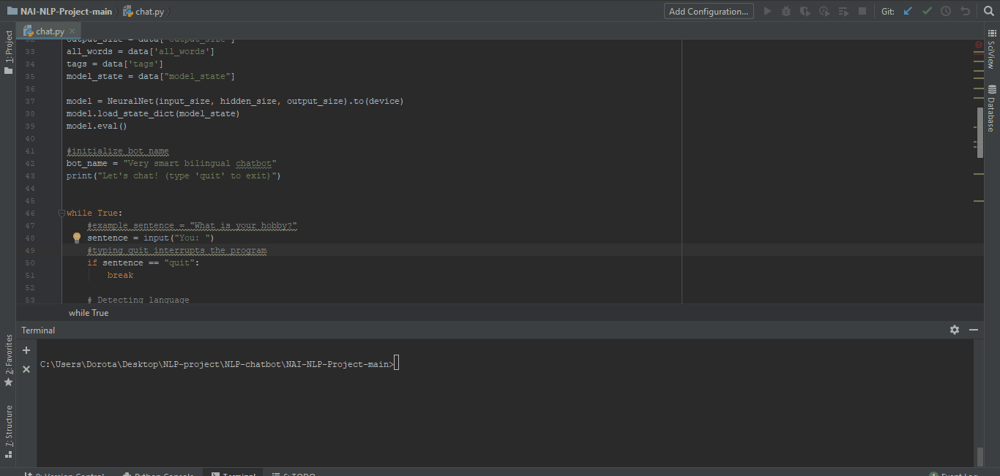 NAI-NLP-Project-main chat.py Add Configuration... Git:
chat.py
1: Project
32 output_size = data["output_size"]
33 all_words = data['all_words']
34 tags = data['tags']
35 model_state = data["model_state"]
36
37 model = NeuralNet(input_size, hidden_size, output_size).to(device)
38 model.load_state_dict(model_state)
39 model.eval()
40
41 #initialize bot name
42 bot_name = "Very smart bilingual chatbot"
43 print("Let's chat! (type 'quit' to exit)")
44
45
46 while True:
47 #example sentence = "What is your hobby?"
48 sentence = input("You: ")
49 #typing quit interrupts the program
50 if sentence == "quit":
51 break
52
53 # Detecting language
while True
SciView
Database
Terminal
C:\Users\Dorota\Desktop\NLP-project\NLP-chatbot\NAI-NLP-Project-main>
2: Favorites
7: Structure
9: Version Control Python Console Terminal 6: TODO 1 Event Log